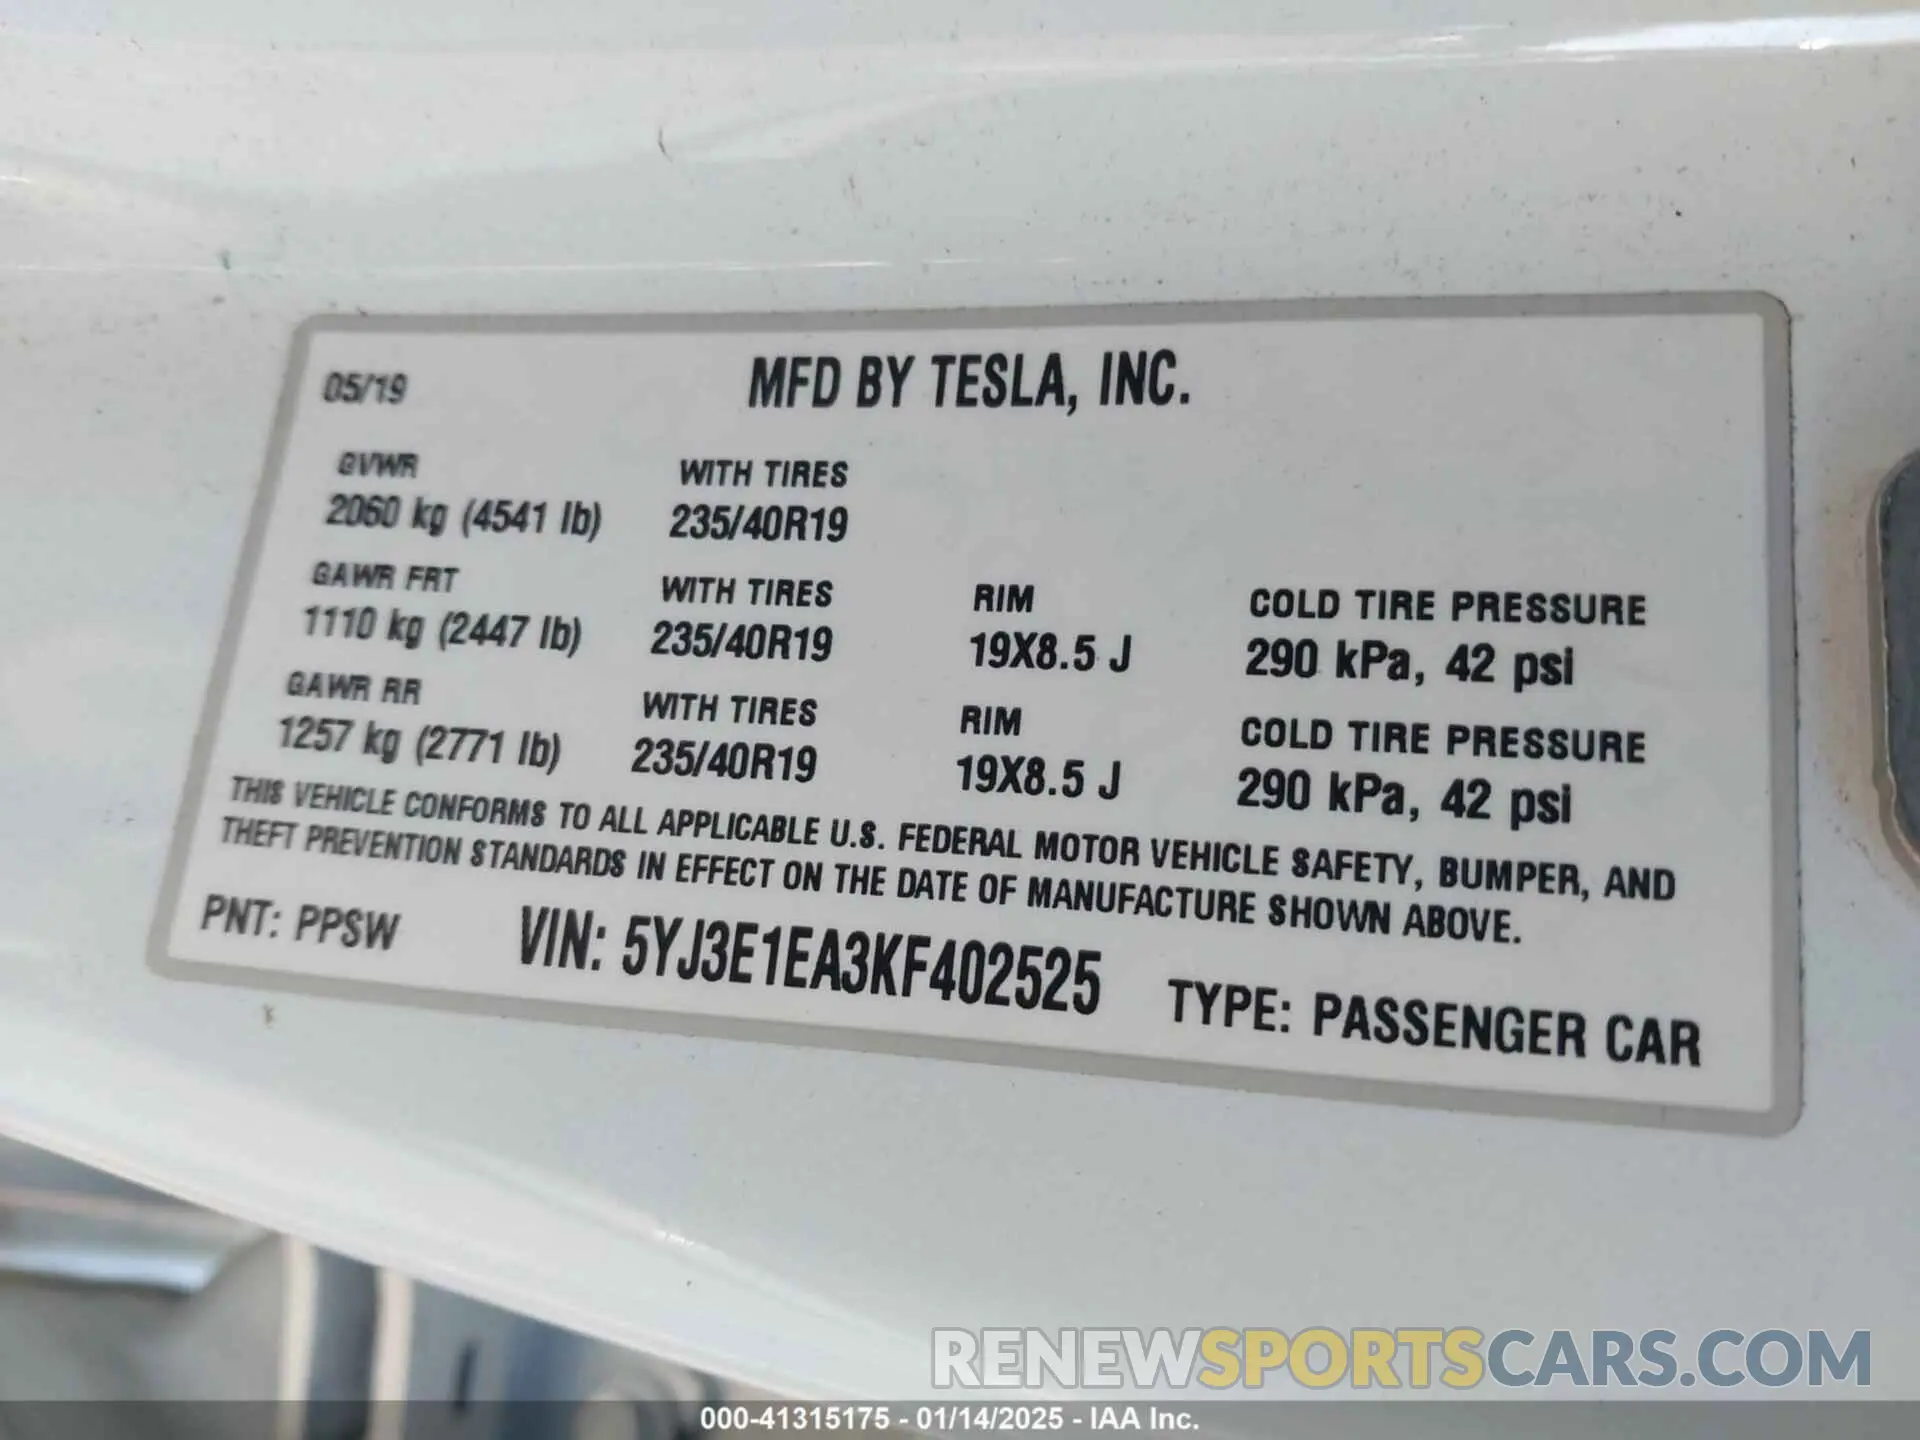 05/19 MFD BY TESLA, INC.
GVWR WITH TIRES
2060 kg (4541 lb) 235/40R19
GAWR FRT WITH TIRES RIM COLD TIRE PRESSURE
1110 kg (2447 lb) 235/40R19 19X8.5 J 290 kPa, 42 psi
GAWR RR WITH TIRES RIM COLD TIRE PRESSURE
1257 kg (2771 lb) 235/40R19 19X8.5 J 290 kPa, 42 psi
THIS VEHICLE CONFORMS TO ALL APPLICABLE U.S. FEDERAL MOTOR VEHICLE SAFETY, BUMPER, AND
THEFT PREVENTION STANDARDS IN EFFECT ON THE DATE OF MANUFACTURE SHOWN ABOVE.
PNT: PPSW VIN: 5YJ3E1EA3KF402525 TYPE: PASSENGER CAR
RENEWSPORTSCARS.COM
000-41315175 - 01/14/2025 - IAA Inc.